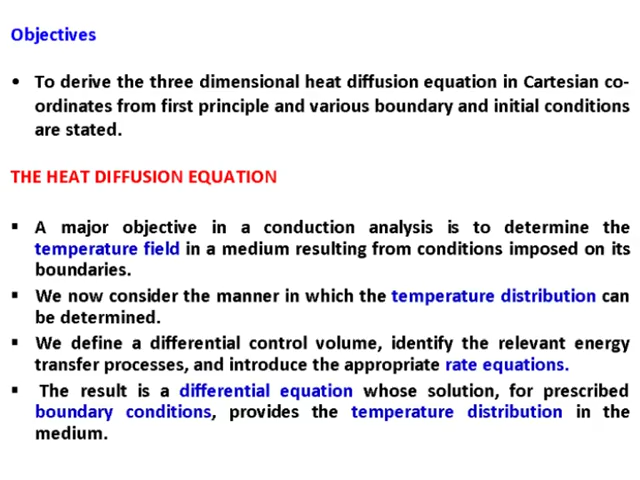 Objectives
• To derive the three dimensional heat diffusion equation in Cartesian co-
ordinates from first principle and various boundary and initial conditions
are stated.
THE HEAT DIFFUSION EQUATION
▪ A major objective in a conduction analysis is to determine the
temperature field in a medium resulting from conditions imposed on its
boundaries.
▪ We now consider the manner in which the temperature distribution can
be determined.
▪ We define a differential control volume, identify the relevant energy
transfer processes, and introduce the appropriate rate equations.
▪ The result is a differential equation whose solution, for prescribed
boundary conditions, provides the temperature distribution in the
medium.